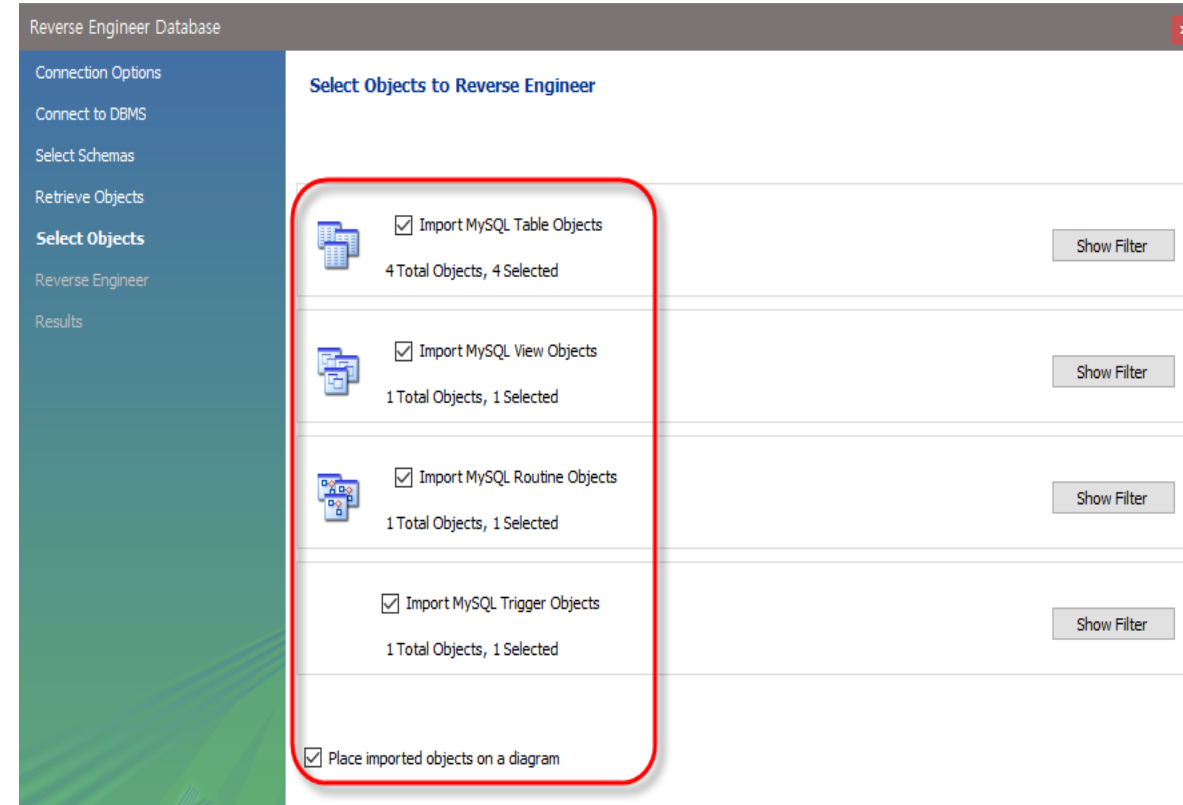 Reverse Engineer Database
Connection Options
Connect to DBMS
Select Schemas
Retrieve Objects
Select Objects
Reverse Engineer
Results
Select Objects to Reverse Engineer
Import MySQL Table Objects
4 Total Objects, 4 Selected
Show Filter
Import MySQL View Objects
1 Total Objects, 1 Selected
Show Filter
Import MySQL Routine Objects
1 Total Objects, 1 Selected
Show Filter
Import MySQL Trigger Objects
1 Total Objects, 1 Selected
Show Filter
Place imported objects on a diagram